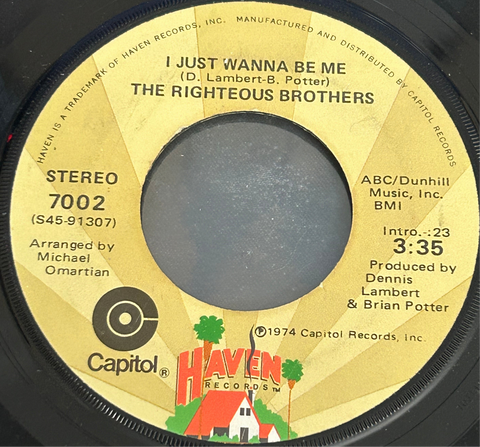 HAVEN IS A TRADEMARK OF HAVEN RECORDS, INC. MANUFACTURED AND DISTRIBUTED BY CAPITOL RECORDS
I JUST WANNA BE ME
(D. Lambert-B. Potter)
THE RIGHTEOUS BROTHERS
STEREO
7002
(S45-91307)
Arranged by
Michael
Omartian
ABC/Dunhill
Music, Inc.
BMI
Intro.-:23
3:35
Produced by
Dennis
Lambert
& Brian Potter
Ⓟ1974 Capitol Records, Inc.
Capitol®
HAVEN
RECORDS™